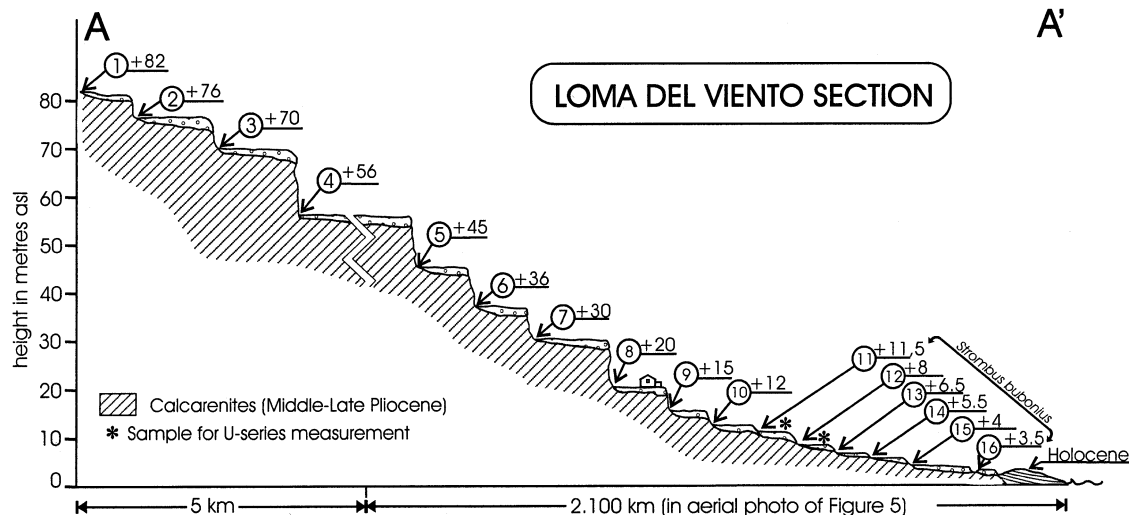 A
A'
LOMA DEL VIENTO SECTION
height in metres asl
80
70
60
50
40
30
20
10
0
1 +82
2 +76
3 +70
4 +56
5 +45
6 +36
7 +30
8 +20
9 +15
10 +12
11 +11,5
12 +8
13 +6.5
14 +5.5
15 +4
16 +3.5
Strombus bubonius
Holocene
Calcarenites (Middle-Late Pliocene)
* Sample for U-series measurement
*
*
5 km
2.100 km (in aerial photo of Figure 5)